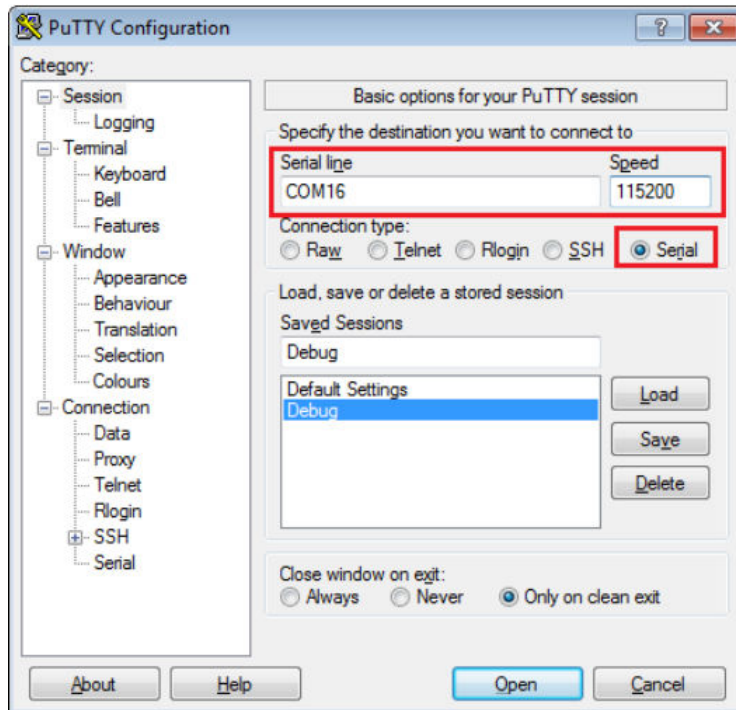 PuTTY Configuration
Category:
Session
Logging
Terminal
Keyboard
Bell
Features
Window
Appearance
Behaviour
Translation
Selection
Colours
Connection
Data
Proxy
Telnet
Rlogin
SSH
Serial
Basic options for your PuTTY session
Specify the destination you want to connect to
Serial line Speed
COM16 115200
Connection type:
Raw Telnet Rlogin SSH Serial
Load, save or delete a stored session
Saved Sessions
Debug
Default Settings
Debug
Load
Save
Delete
Close window on exit:
Always Never Only on clean exit
About Help Open Cancel